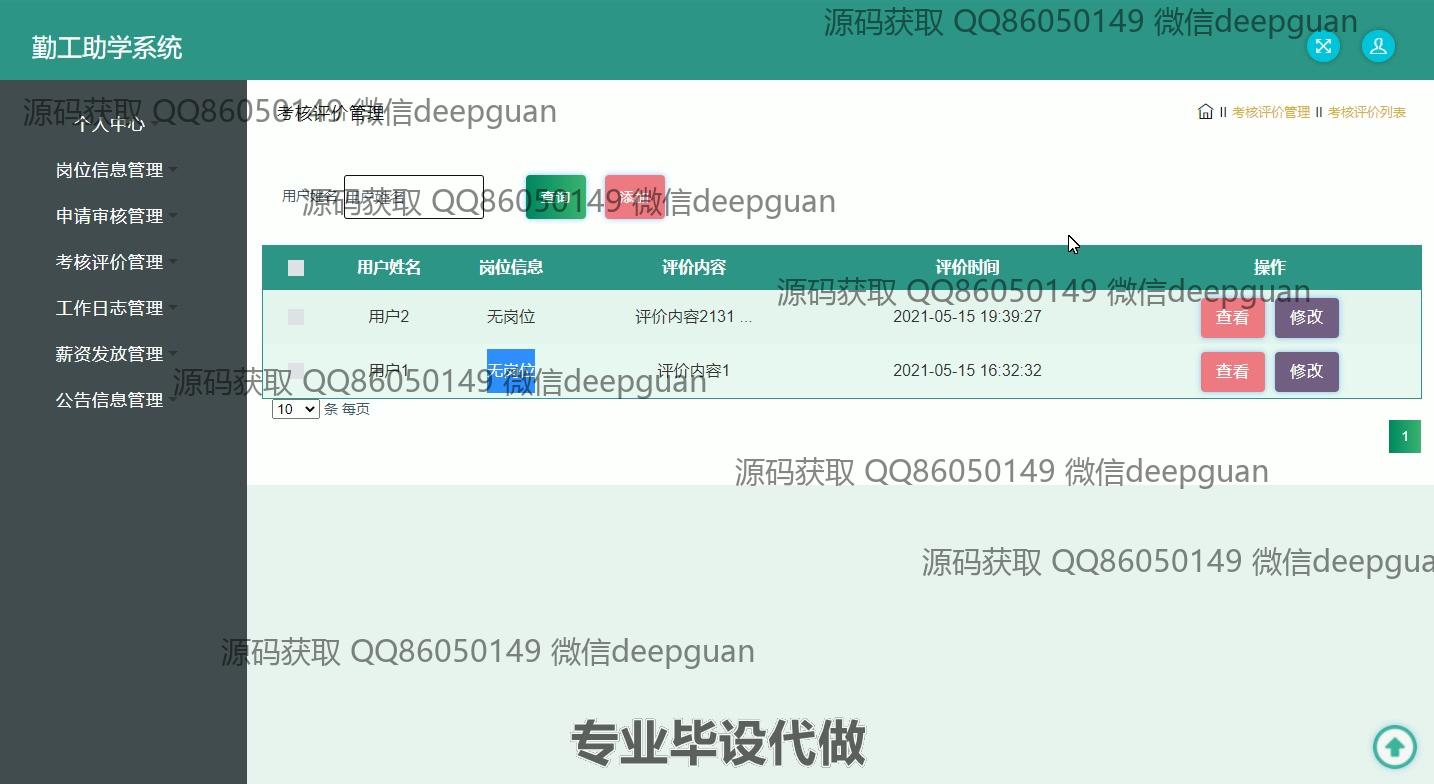 源码获取 QQ86050149 微信deepguan
勤工助学系统
源码获取 QQ86050149 微信deepguan
个人中心
考核评价管理
考核评价管理
考核评价列表
岗位信息管理
用户姓名
用户姓名
查询
添加
源码获取 QQ86050149 微信deepguan
申请审核管理
考核评价管理
用户姓名 岗位信息 评价内容 评价时间 操作
源码获取 QQ86050149 微信deepguan
工作日志管理
用户2 无岗位 评价内容2131 ... 2021-05-15 19:39:27 查看 修改
薪资发放管理
用户1 无岗位 评价内容1 2021-05-15 16:32:32 查看 修改
源码获取 QQ86050149 微信deepguan
公告信息管理
10 条 每页
1
源码获取 QQ86050149 微信deepguan
源码获取 QQ86050149 微信deepgua
源码获取 QQ86050149 微信deepguan
专业毕设代做